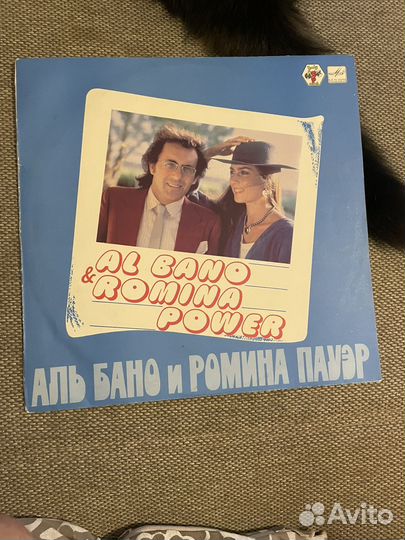 AL BANO
& ROMINA
POWER
АЛЬ БАНО и РОМИНА ПАУЭР
Avito